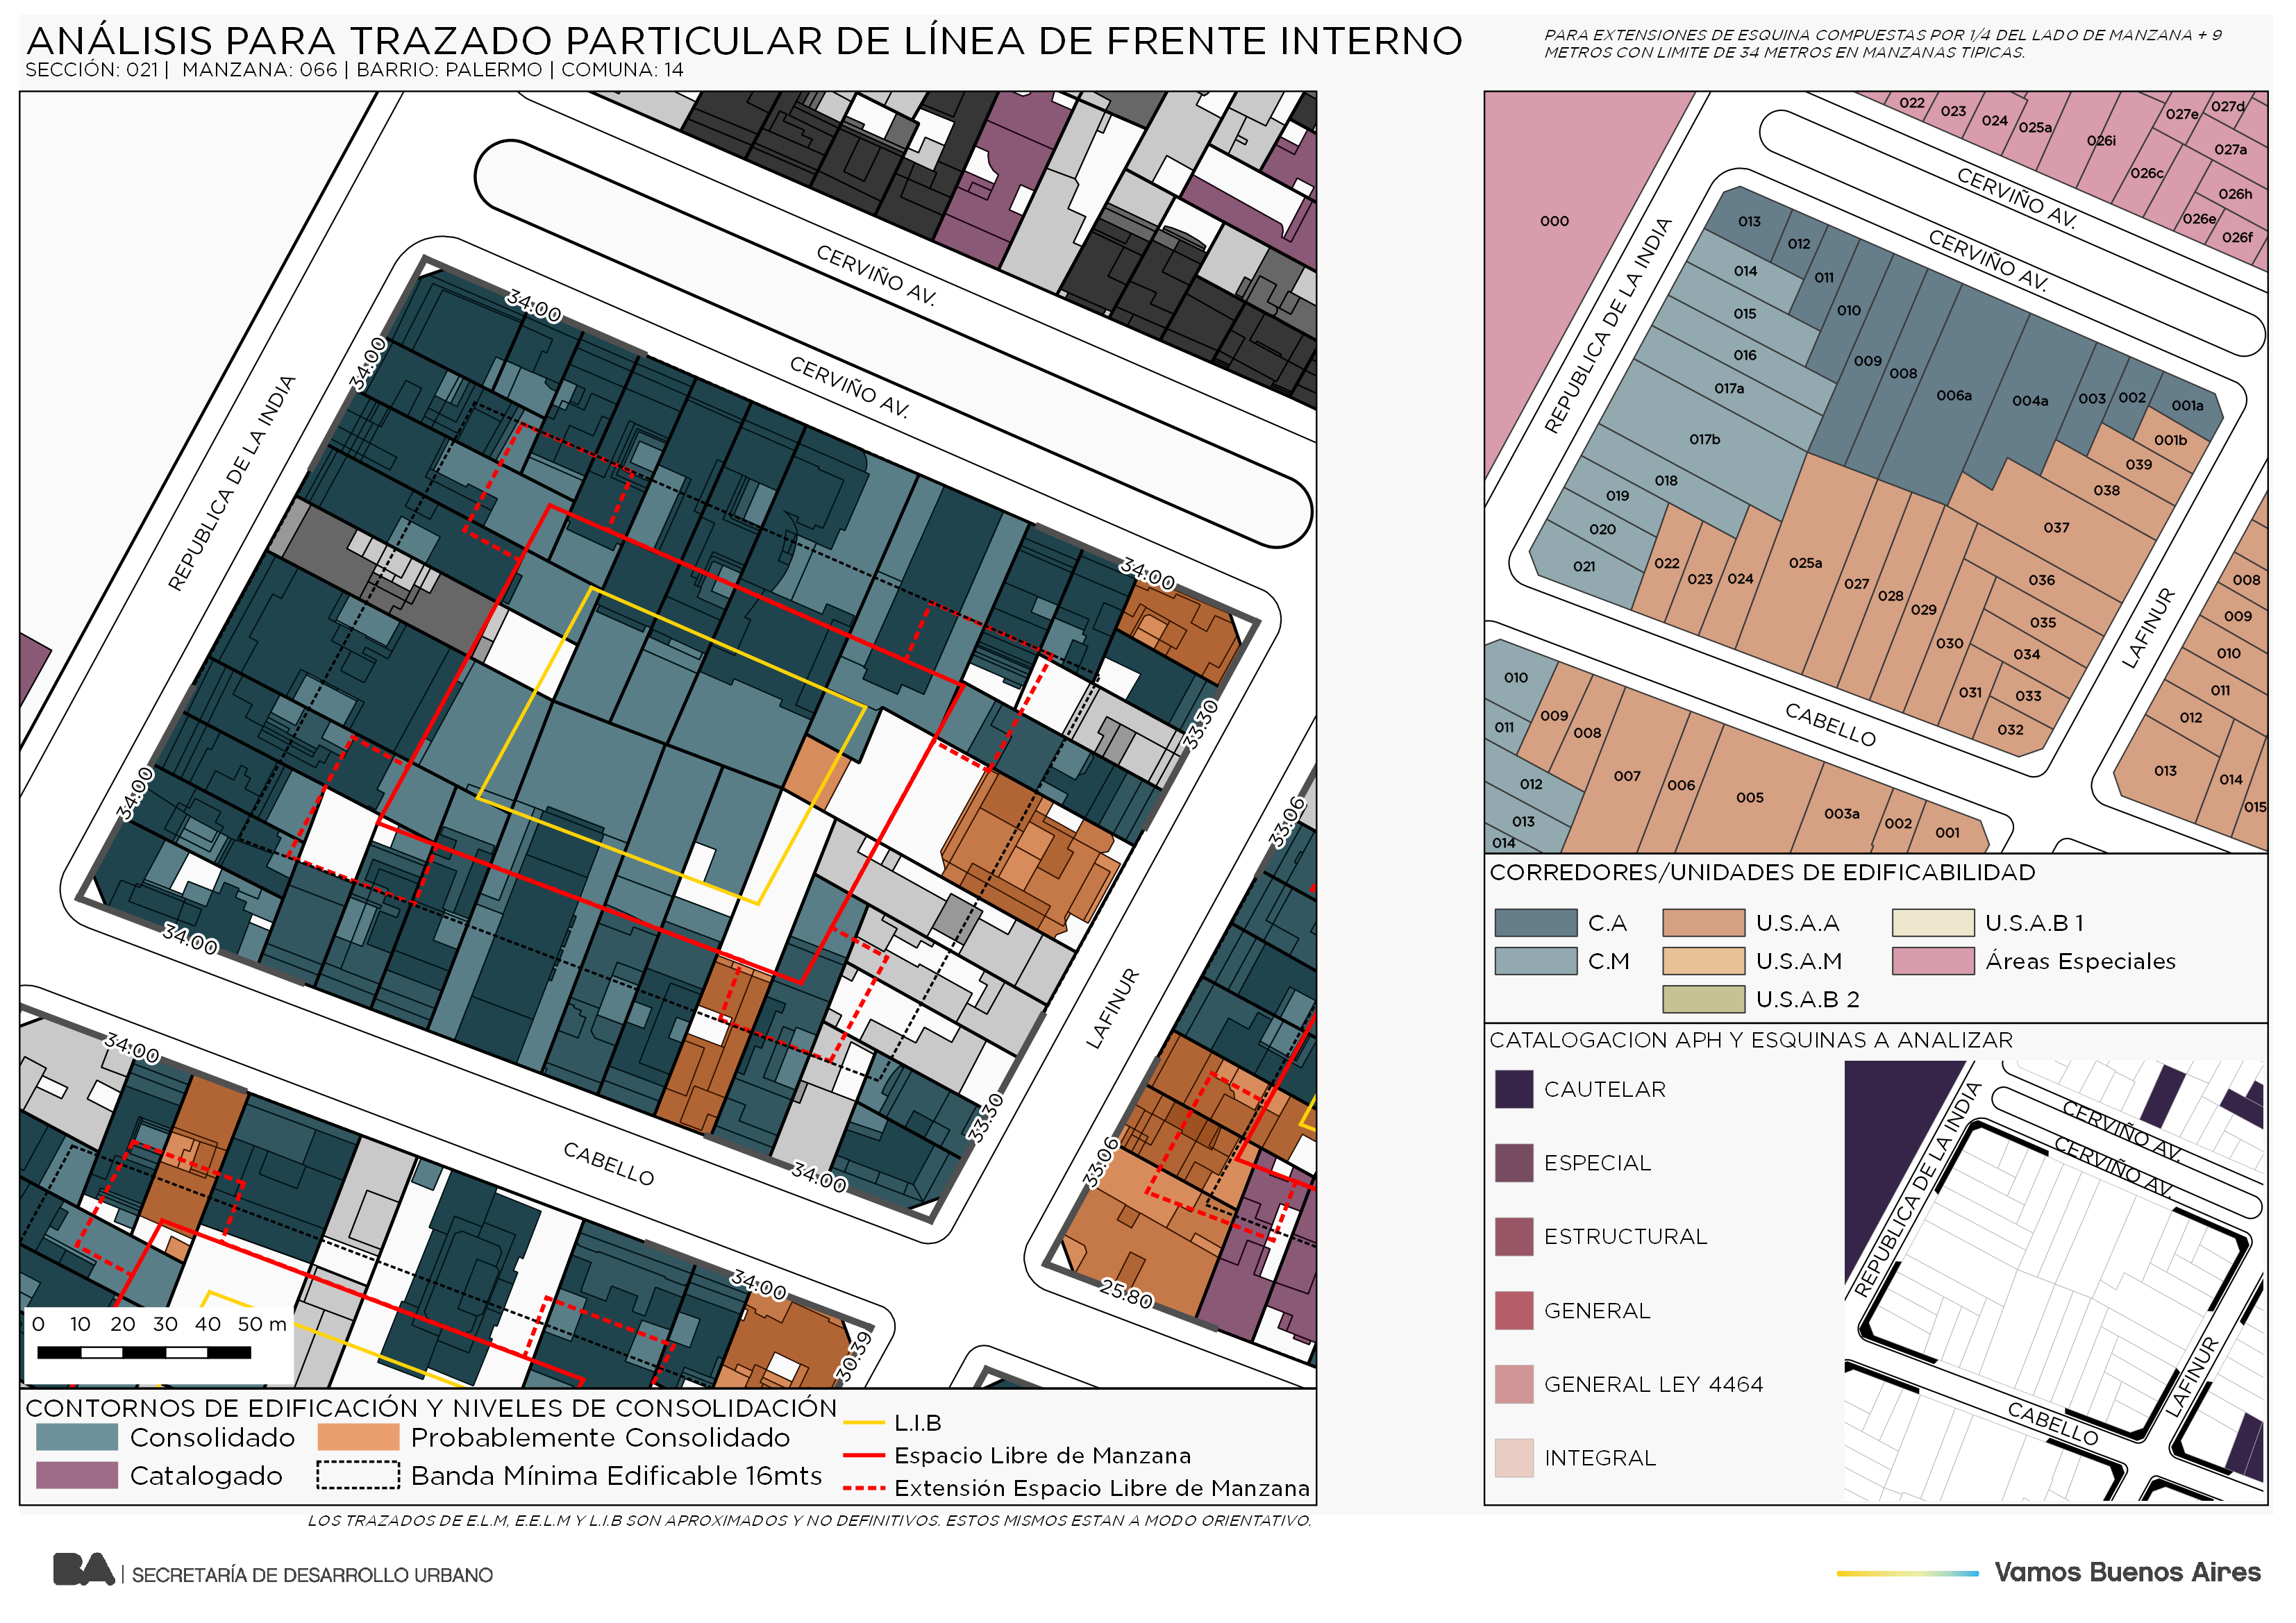 ANÁLISIS PARA TRAZADO PARTICULAR DE LÍNEA DE FRENTE INTERNO
SECCIÓN: 021 | MANZANA: 066 | BARRIO: PALERMO | COMUNA: 14
PARA EXTENSIONES DE ESQUINA COMPUESTAS POR 1/4 DEL LADO DE MANZANA + 9
METROS CON LIMITE DE 34 METROS EN MANZANAS TIPICAS.
CERVIÑO AV.
34:00
CERVIÑO AV.
34:00
REPUBLICA DE LA INDIA
34:00
33.30
34:00
33:06
34:00
LAFINUR
34:00
33.30
33:06
CABELLO
34:00
34:00
25.80
30.39
0 10 20 30 40 50 m
CONTORNOS DE EDIFICACIÓN Y NIVELES DE CONSOLIDACIÓN
Consolidado
Probablemente Consolidado
Catalogado
Banda Mínima Edificable 16mts
L.I.B
Espacio Libre de Manzana
Extensión Espacio Libre de Manzana
LOS TRAZADOS DE E.L.M, E.E.L.M Y L.I.B SON APROXIMADOS Y NO DEFINITIVOS. ESTOS MISMOS ESTAN A MODO ORIENTATIVO.
022
023
024
025a
026i
027e
027d
027a
026c
026h
026e
026f
000
CERVIÑO AV.
CERVIÑO AV.
REPUBLICA DE LA INDIA
013
012
014
011
010
015
016
009
008
017a
006a
004a
003
002
001a
001b
017b
039
038
018
019
037
020
021
022
023
024
025a
027
028
029
036
035
030
034
031
033
032
LAFINUR
008
009
010
011
012
013
014
015
CABELLO
010
009
011
008
012
007
006
005
013
003a
002
001
014
CORREDORES/UNIDADES DE EDIFICABILIDAD
C.A
U.S.A.A
U.S.A.B 1
C.M
U.S.A.M
Áreas Especiales
U.S.A.B 2
CATALOGACION APH Y ESQUINAS A ANALIZAR
CAUTELAR
ESPECIAL
ESTRUCTURAL
GENERAL
GENERAL LEY 4464
INTEGRAL
CERVIÑO AV.
CERVIÑO AV.
REPUBLICA DE LA INDIA
LAFINUR
CABELLO
BA | SECRETARÍA DE DESARROLLO URBANO
Vamos Buenos Aires